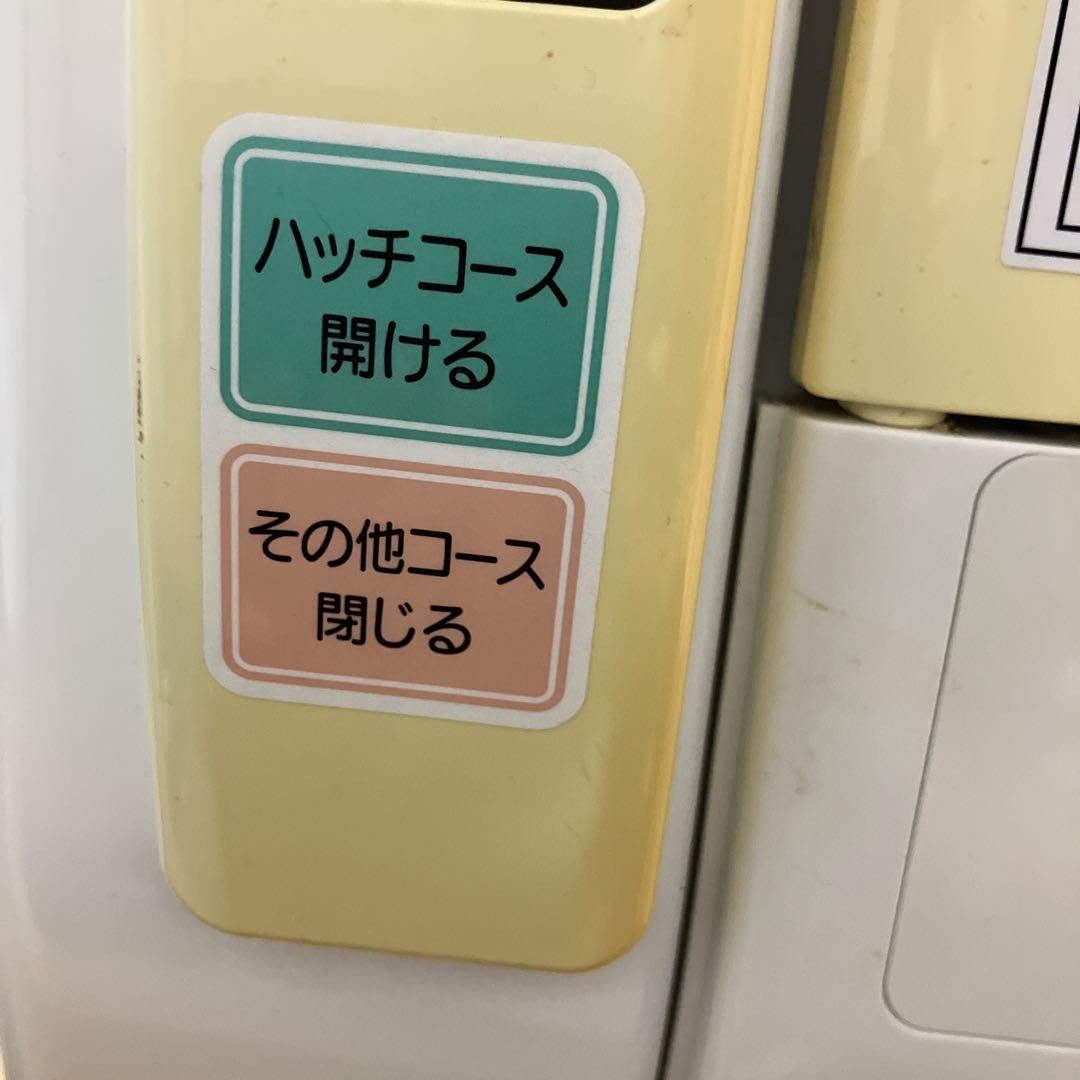 ハッチコース
開ける
その他コース
閉じる